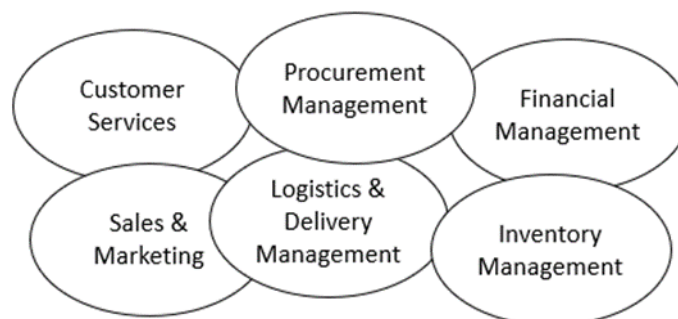 Customer
Services
Procurement
Management
Financial
Management
Sales &
Marketing
Logistics &
Delivery
Management
Inventory
Management